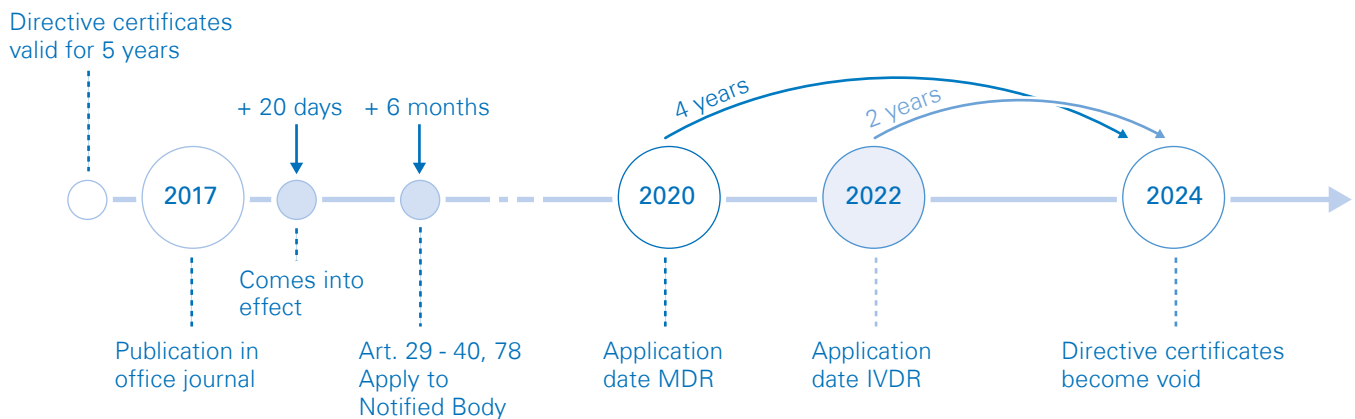 Directive certificates
valid for 5 years
+ 20 days
+ 6 months
4 years
2 years
2017
2020
2022
2024
Comes into
effect
Publication in
office journal
Art. 29 - 40, 78
Apply to
Notified Body
Application
date MDR
Application
date IVDR
Directive certificates
become void